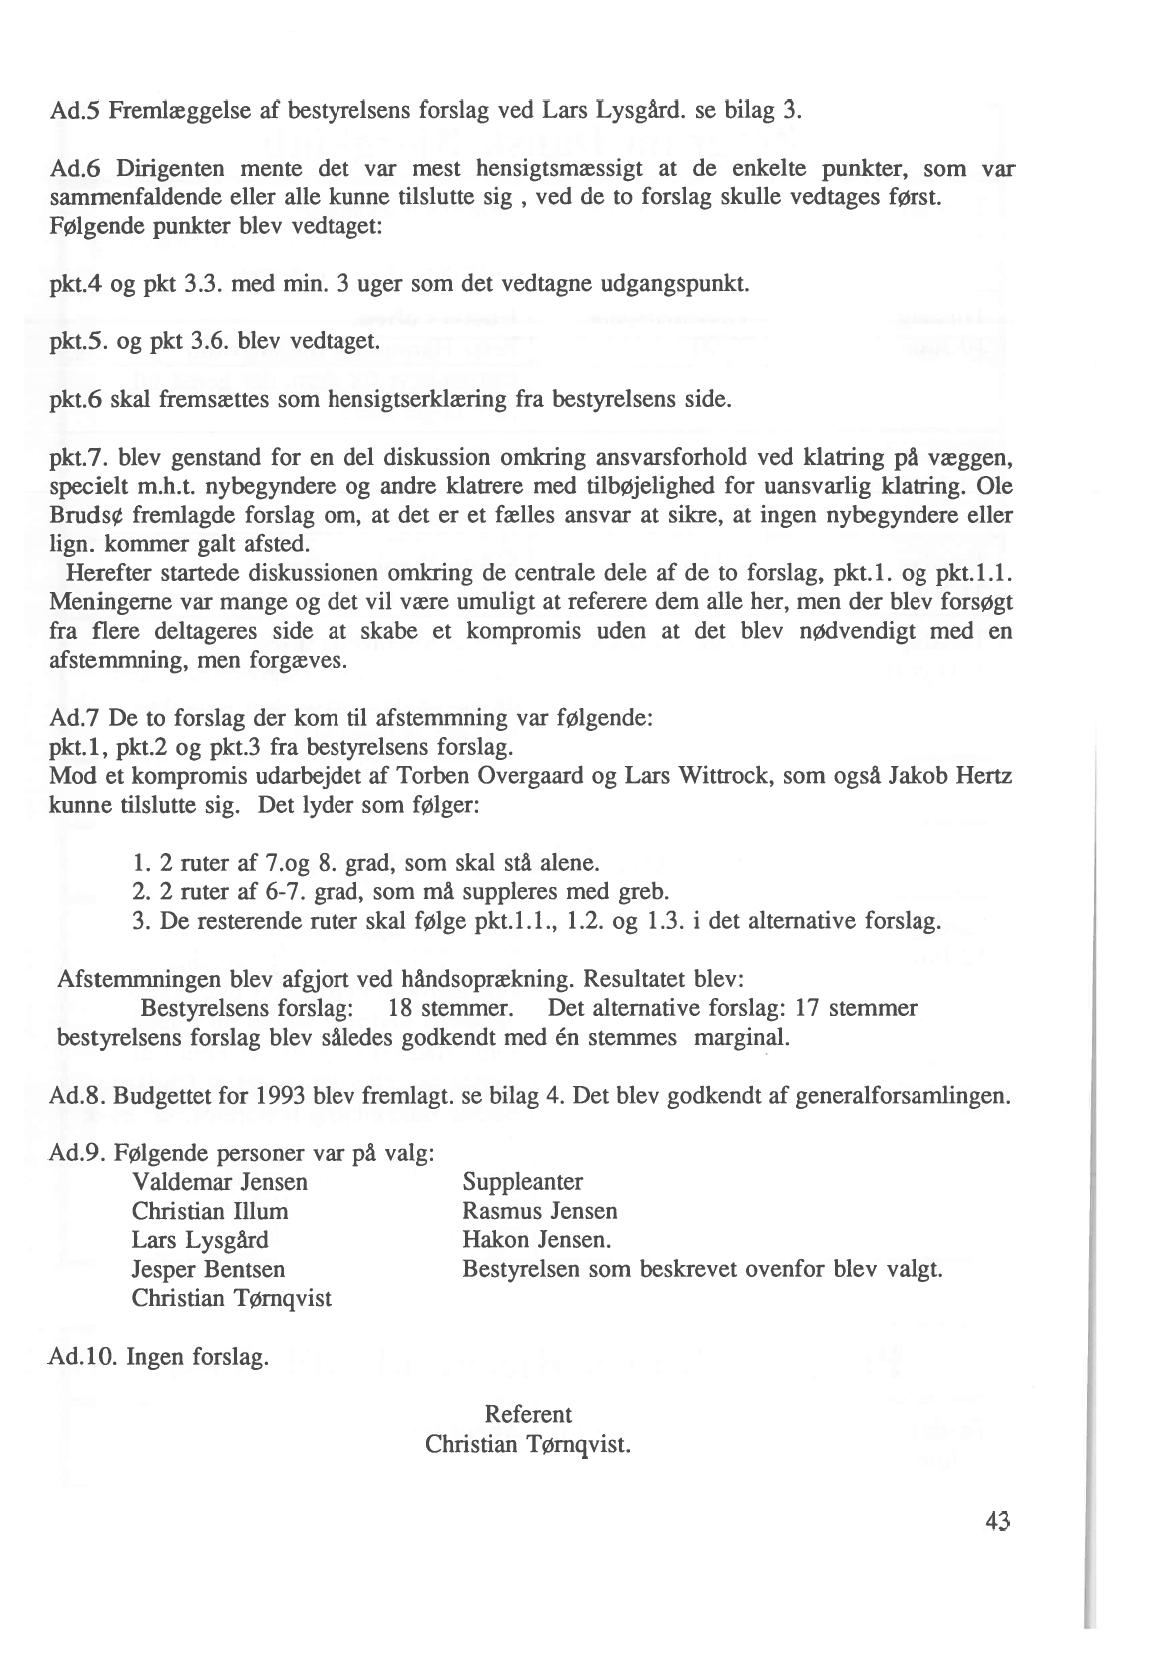 Ad.5 Fremlæggelse af bestyrelsens forslag ved Lars Lysgård. se bilag 3.
Ad.6 Dirigenten mente det var mest hensigtsmæssigt at de enkelte punkter, som var
sammenfaldende eller alle kunne tilslutte sig , ved de to forslag skulle vedtages først.
Følgende punkter blev vedtaget:
pkt.4 og pkt 3.3. med min. 3 uger som det vedtagne udgangspunkt.
pkt.5. og pkt 3.6. blev vedtaget.
pkt.6 skal fremsættes som hensigtserklæring fra bestyrelsens side.
pkt.7. blev genstand for en del diskussion omkring ansvarsforhold ved klatring på væggen,
specielt m.h.t. nybegyndere og andre klatrere med tilbøjelighed for uansvarlig klatring. Ole
Brudsø fremlagde forslag om, at det er et fælles ansvar at sikre, at ingen nybegyndere eller
lign. kommer galt afsted.
Herefter startede diskussionen omkring de centrale dele af de to forslag, pkt.1. og pkt.1.1.
Meningerne var mange og det vil være umuligt at referere dem alle her, men der blev forsøgt
fra flere deltageres side at skabe et kompromis uden at det blev nødvendigt med en
afstemmning, men forgæves.
Ad.7 De to forslag der kom til afstemmning var følgende:
pkt.1, pkt.2 og pkt.3 fra bestyrelsens forslag.
Mod et kompromis udarbejdet af Torben Overgaard og Lars Wittrock, som også Jakob Hertz
kunne tilslutte sig. Det lyder som følger:
1. 2 ruter af 7.og 8. grad, som skal stå alene.
2. 2 ruter af 6-7. grad, som må suppleres med greb.
3. De resterende ruter skal følge pkt.1.1., 1.2. og 1.3. i det alternative forslag.
Afstemmningen blev afgjort ved håndsoprækning. Resultatet blev:
Bestyrelsens forslag: 18 stemmer. Det alternative forslag: 17 stemmer
bestyrelsens forslag blev således godkendt med én stemmes marginal.
Ad.8. Budgettet for 1993 blev fremlagt. se bilag 4. Det blev godkendt af generalforsamlingen.
Ad.9. Følgende personer var på valg:
Valdemar Jensen Suppleanter
Christian Illum Rasmus Jensen
Lars Lysgård Hakon Jensen.
Jesper Bentsen Bestyrelsen som beskrevet ovenfor blev valgt.
Christian Tørnqvist
Ad.10. Ingen forslag.
Referent
Christian Tørnqvist.
43